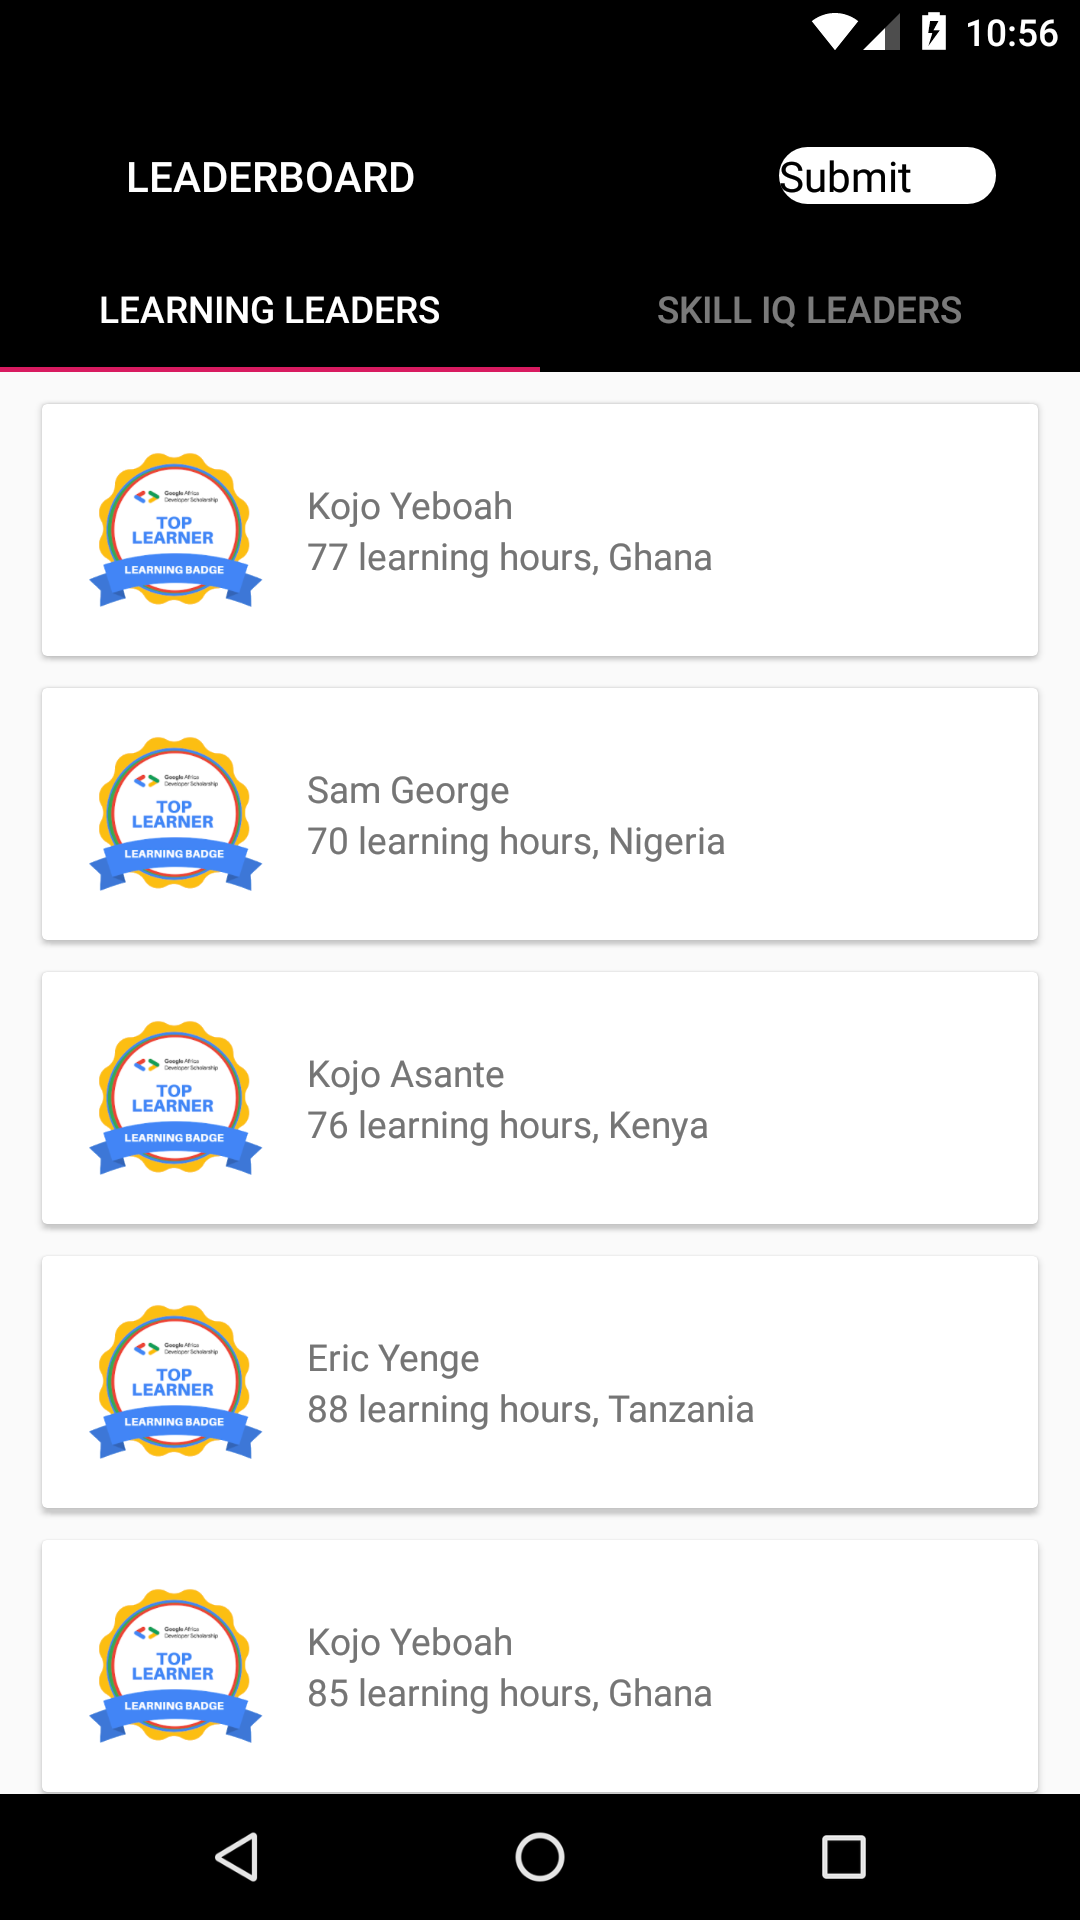 10:56
LEADERBOARD
Submit
LEARNING LEADERS
SKILL IQ LEADERS
Google Africa
Developer Scholarship
TOP
LEARNER
LEARNING BADGE
Kojo Yeboah
77 learning hours, Ghana
Google Africa
Developer Scholarship
TOP
LEARNER
LEARNING BADGE
Sam George
70 learning hours, Nigeria
Google Africa
Developer Scholarship
TOP
LEARNER
LEARNING BADGE
Kojo Asante
76 learning hours, Kenya
Google Africa
Developer Scholarship
TOP
LEARNER
LEARNING BADGE
Eric Yenge
88 learning hours, Tanzania
Google Africa
Developer Scholarship
TOP
LEARNER
LEARNING BADGE
Kojo Yeboah
85 learning hours, Ghana